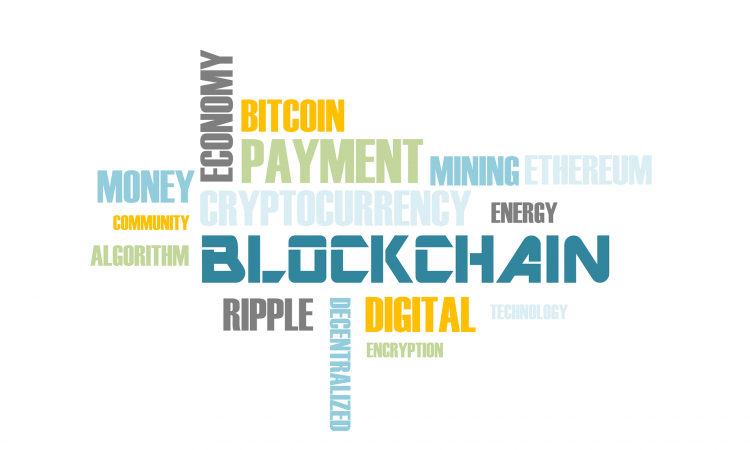 ECONOMY
BITCOIN
PAYMENT
MINING
ETHEREUM
MONEY
CRYPTOCURRENCY
ENERGY
COMMUNITY
ALGORITHM
BLOCKCHAIN
RIPPLE
DECENTRALIZED
DIGITAL
TECHNOLOGY
ENCRYPTION